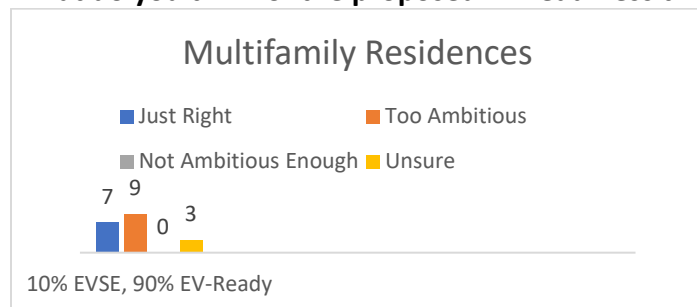 Multifamily Residences
Just Right Too Ambitious
Not Ambitious Enough Unsure
7 9 0 3
10% EVSE, 90% EV-Ready